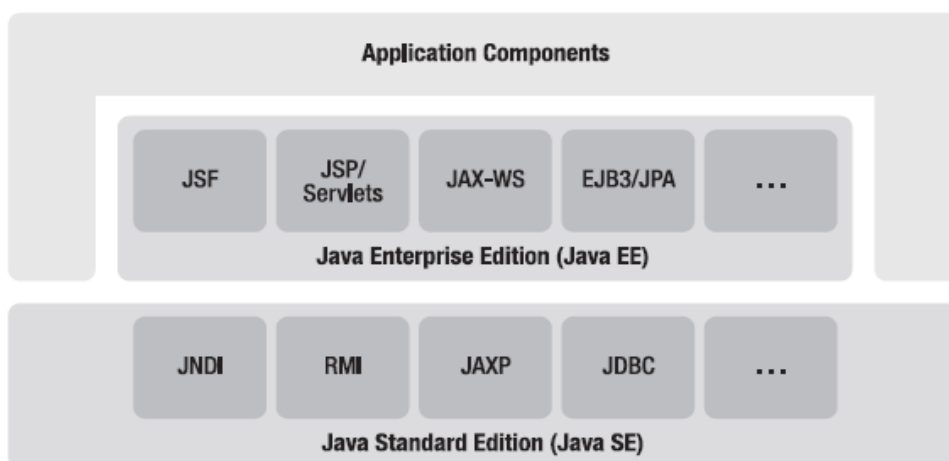 Application Components
JSF
JSP/
Servlets
JAX-WS
EJB3/JPA
...
Java Enterprise Edition (Java EE)
JNDI
RMI
JAXP
JDBC
...
Java Standard Edition (Java SE)